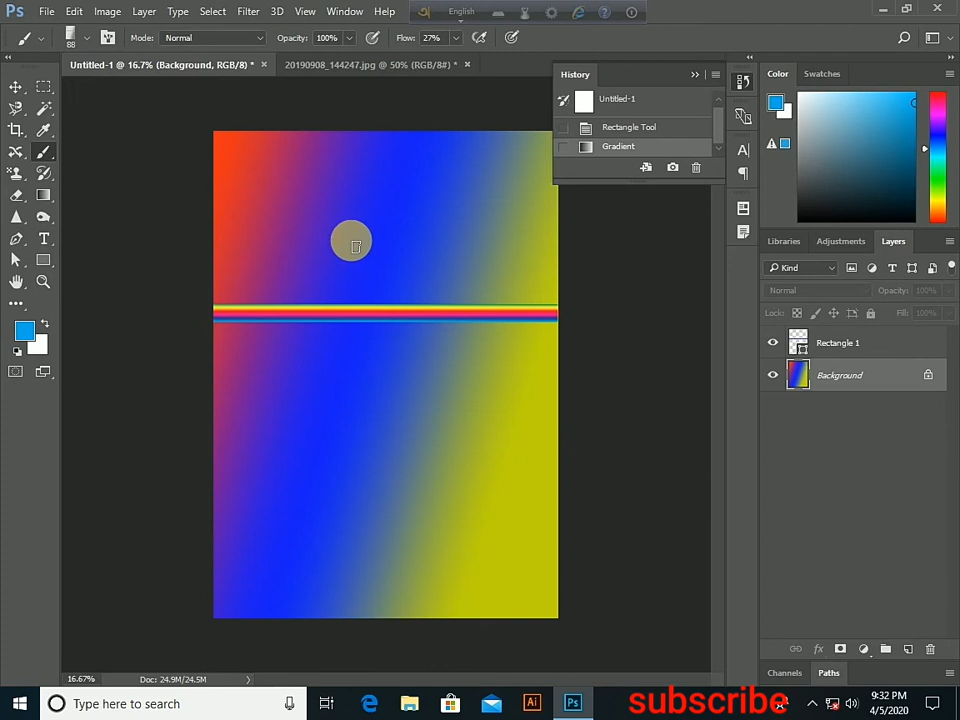 Ps File Edit Image Layer Type Select Filter 3D View Window Help English
88 Mode: Normal Opacity: 100% Flow: 27%
Untitled-1 @ 16.7% (Background, RGB/8) * × 20190908_144247.jpg @ 50% (RGB/8#) * ×
History
Untitled-1
Rectangle Tool
Gradient
Color Swatches
Libraries Adjustments Layers
Kind
Normal Opacity: 100%
Lock: Fill: 100%
Rectangle 1
Background
Channels Paths
16.67% Doc: 24.9M/24.5M
Type here to search
Ai Ps
subscribe
9:32 PM
4/5/2020